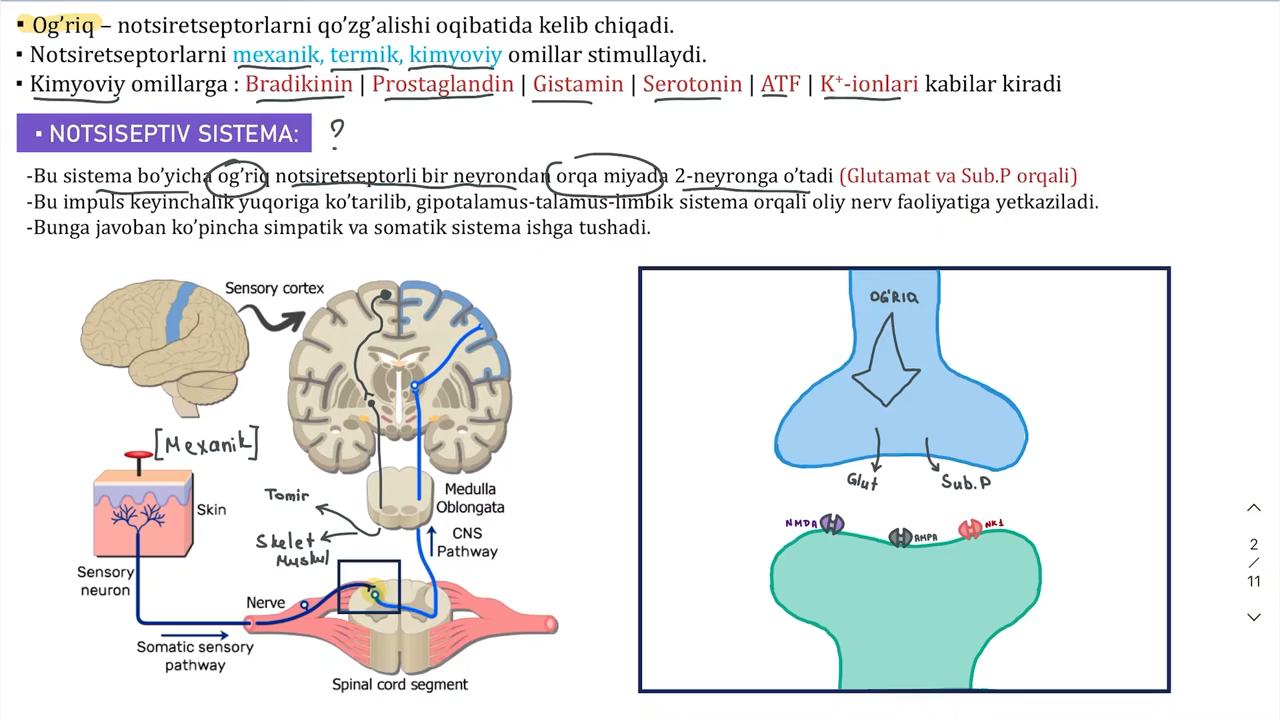 ▪ Og’riq – notsiretseptorlarni qo’zg’alishi oqibatida kelib chiqadi.
▪ Notsiretseptorlarni mexanik, termik, kimyoviy omillar stimullaydi.
▪ Kimyoviy omillarga : Bradikinin | Prostaglandin | Gistamin | Serotonin | ATF | K⁺-ionlari kabilar kiradi
▪ NOTSISEPTIV SISTEMA: ?
-Bu sistema bo’yicha og’riq notsiretseptorli bir neyrondan orqa miyada 2-neyronga o’tadi (Glutamat va Sub.P orqali)
-Bu impuls keyinchalik yuqoriga ko’tarilib, gipotalamus-talamus-limbik sistema orqali oliy nerv faoliyatiga yetkaziladi.
-Bunga javoban ko’pincha simpatik va somatik sistema ishga tushadi.
Sensory cortex
[Mexanik]
Skin
Sensory
neuron
Tomir
Skelet
Muskul
Medulla
Oblongata
CNS
Pathway
Nerve
Somatic sensory
pathway
Spinal cord segment
OG'RIQ
Glut
Sub.P
NMDA
AMPA
NK1
2
/
11